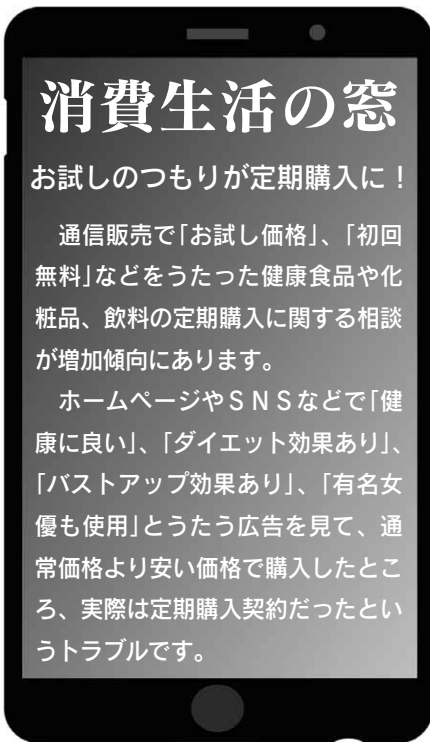 消費生活の窓
お試しのつもりが定期購入に！
　通信販売で「お試し価格」、「初回
無料」などをうたった健康食品や化
粧品、飲料の定期購入に関する相談
が増加傾向にあります。
　ホームページやＳＮＳなどで「健
康に良い」、「ダイエット効果あり」、
「バストアップ効果あり」、「有名女
優も使用」とうたう広告を見て、通
常価格より安い価格で購入したとこ
ろ、実際は定期購入契約だったとい
うトラブルです。